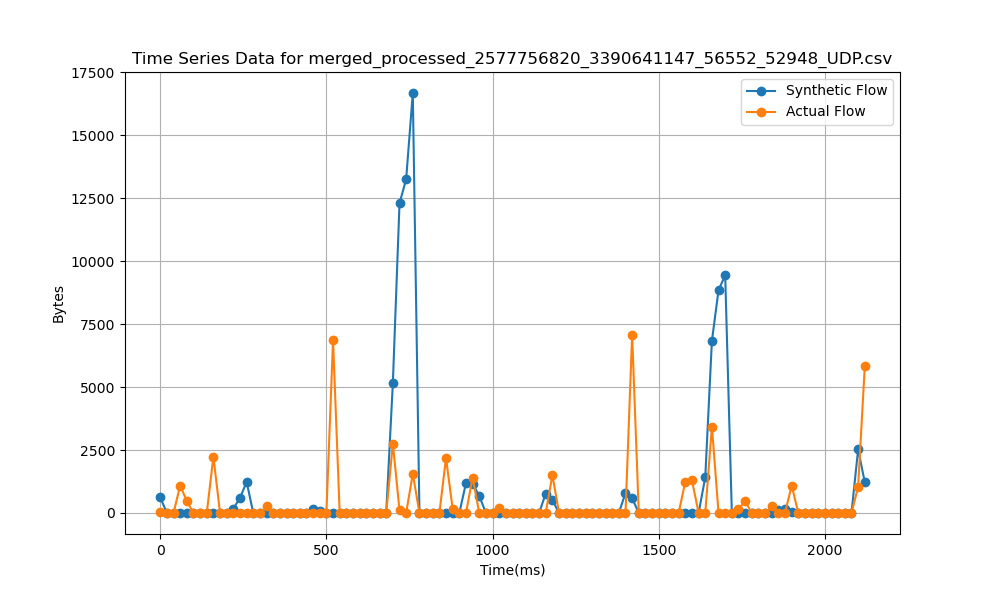 Time Series Data for merged_processed_2577756820_3390641147_56552_52948_UDP.csv
Synthetic Flow
Actual Flow
Bytes
17500
15000
12500
10000
7500
5000
2500
0
0 500 1000 1500 2000
Time(ms)